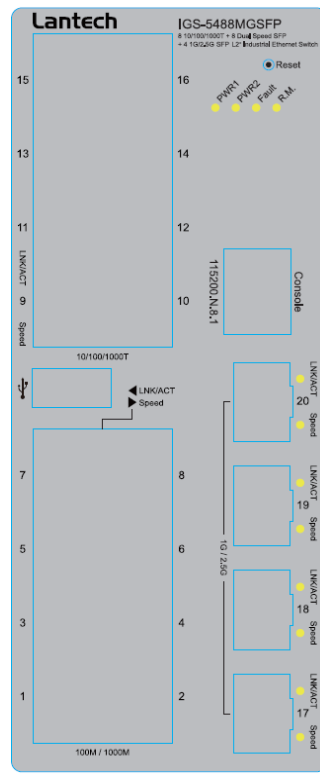 Lantech
IGS-5488MGSFP
8 10/100/1000T + 8 Dual Speed SFP
+ 4 1G/2.5G SFP L2+ Industrial Ethernet Switch
Reset
PWR1 PWR2 Fault R.M.
15 16
13 14
11 12
LNK/ACT
9 10
Speed
115200.N.8.1
Console
10/100/1000T
LNK/ACT
Speed
LNK/ACT
20
Speed
7 8
LNK/ACT
19
Speed
5 6
1G / 2.5G
LNK/ACT
18
Speed
3 4
LNK/ACT
17
Speed
1 2
100M / 1000M